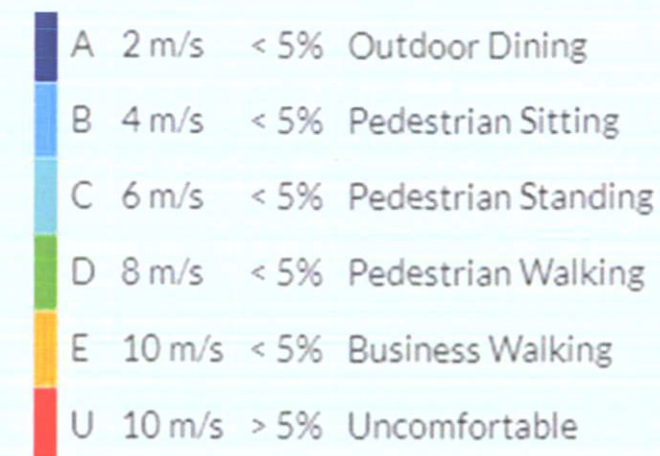 A 2 m/s < 5% Outdoor Dining
B 4 m/s < 5% Pedestrian Sitting
C 6 m/s < 5% Pedestrian Standing
D 8 m/s < 5% Pedestrian Walking
E 10 m/s < 5% Business Walking
U 10 m/s > 5% Uncomfortable